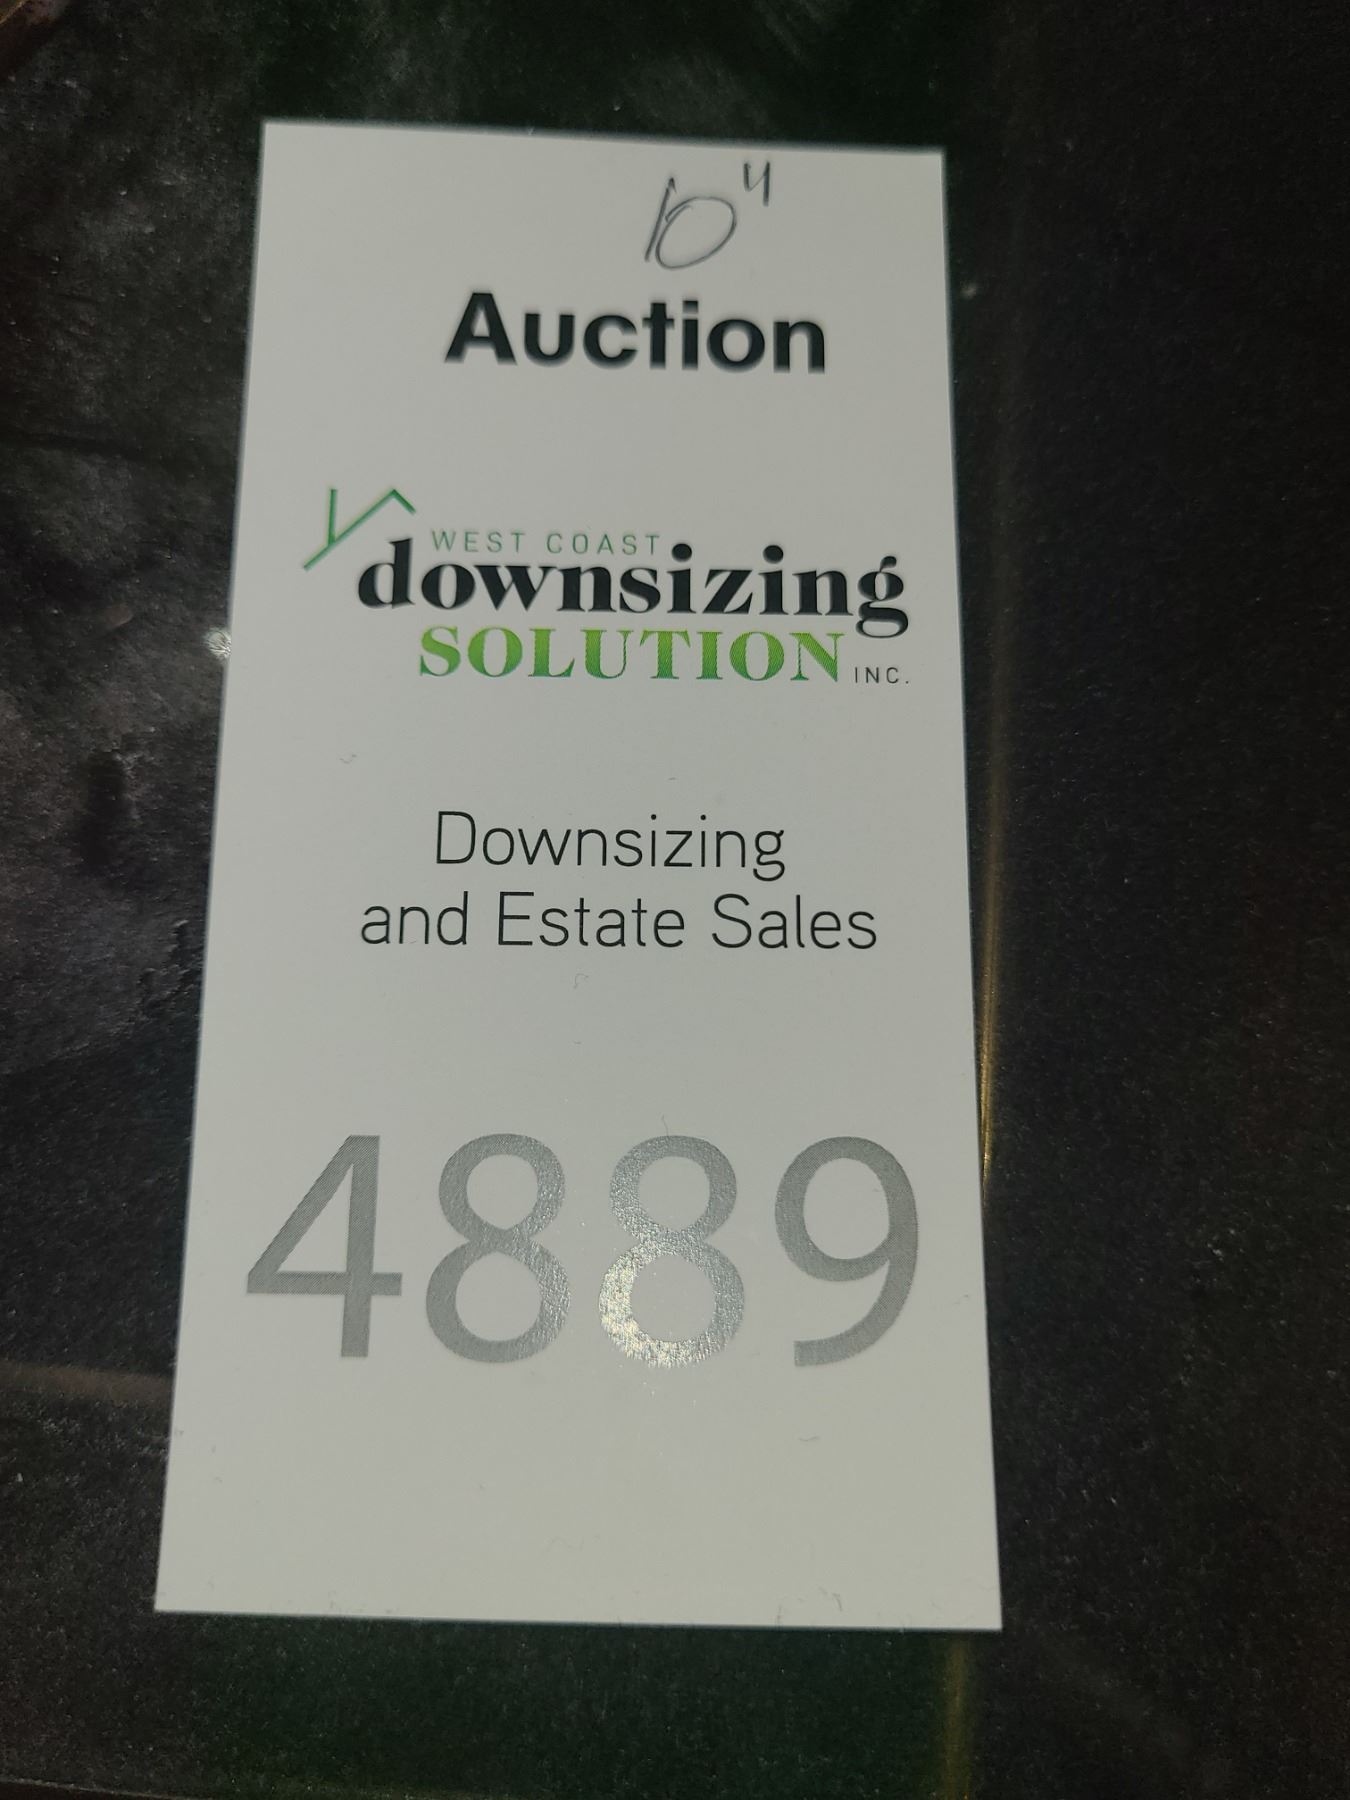 10"
Auction
WEST COAST
downsizing
SOLUTION INC.
Downsizing
and Estate Sales
4889